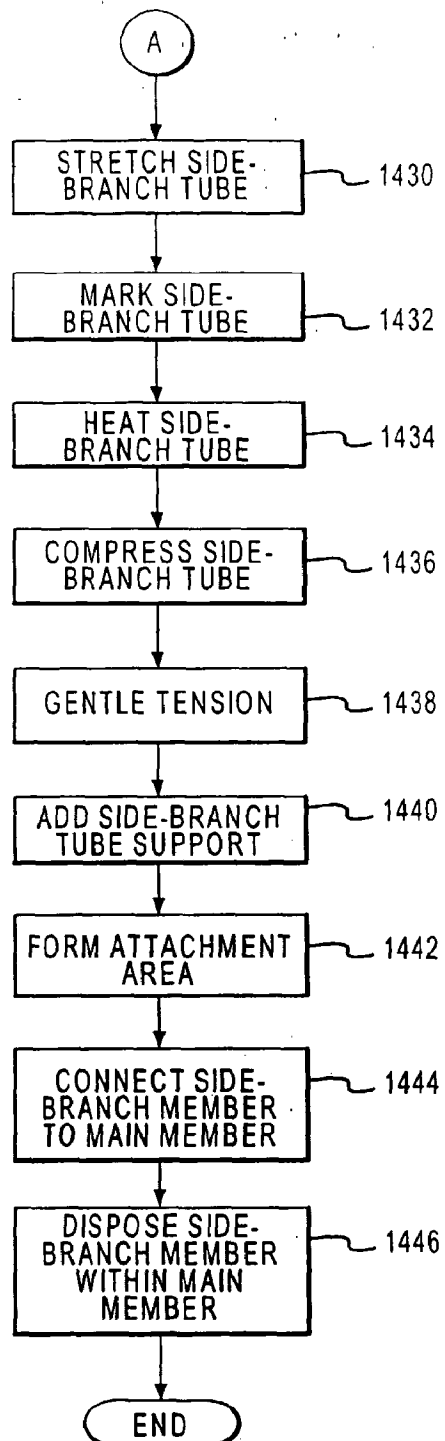 A
STRETCH SIDE-
BRANCH TUBE
1430
MARK SIDE-
BRANCH TUBE
1432
HEAT SIDE-
BRANCH TUBE
1434
COMPRESS SIDE-
BRANCH TUBE
1436
GENTLE TENSION
1438
ADD SIDE-BRANCH
TUBE SUPPORT
1440
FORM ATTACHMENT
AREA
1442
CONNECT SIDE-
BRANCH MEMBER
TO MAIN MEMBER
1444
DISPOSE SIDE-
BRANCH MEMBER
WITHIN MAIN
MEMBER
1446
END